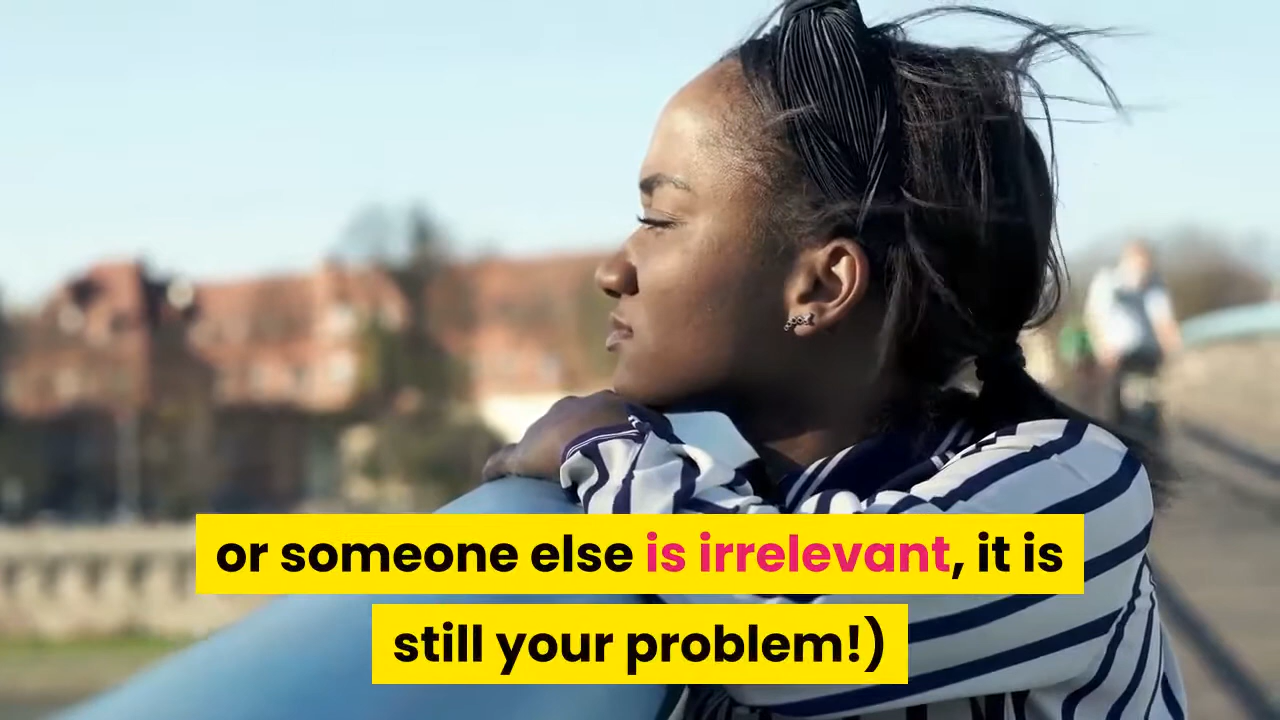 or someone else is irrelevant, it is
still your problem!)